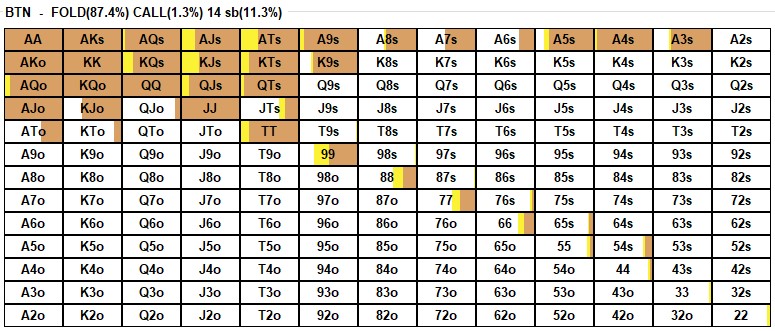 BTN - FOLD(87.4%) CALL(1.3%) 14 sb(11.3%)
AA AKs AQs AJs ATs A9s A8s A7s A6s A5s A4s A3s A2s
AKo KK KQs KJs KTs K9s K8s K7s K6s K5s K4s K3s K2s
AQo KQo QQ QJs QTs Q9s Q8s Q7s Q6s Q5s Q4s Q3s Q2s
AJo KJo QJo JJ JTs J9s J8s J7s J6s J5s J4s J3s J2s
ATo KTo QTo JTo TT T9s T8s T7s T6s T5s T4s T3s T2s
A9o K9o Q9o J9o T9o 99 98s 97s 96s 95s 94s 93s 92s
A8o K8o Q8o J8o T8o 98o 88 87s 86s 85s 84s 83s 82s
A7o K7o Q7o J7o T7o 97o 87o 77 76s 75s 74s 73s 72s
A6o K6o Q6o J6o T6o 96o 86o 76o 66 65s 64s 63s 62s
A5o K5o Q5o J5o T5o 95o 85o 75o 65o 55 54s 53s 52s
A4o K4o Q4o J4o T4o 94o 84o 74o 64o 54o 44 43s 42s
A3o K3o Q3o J3o T3o 93o 83o 73o 63o 53o 43o 33 32s
A2o K2o Q2o J2o T2o 92o 82o 72o 62o 52o 42o 32o 22